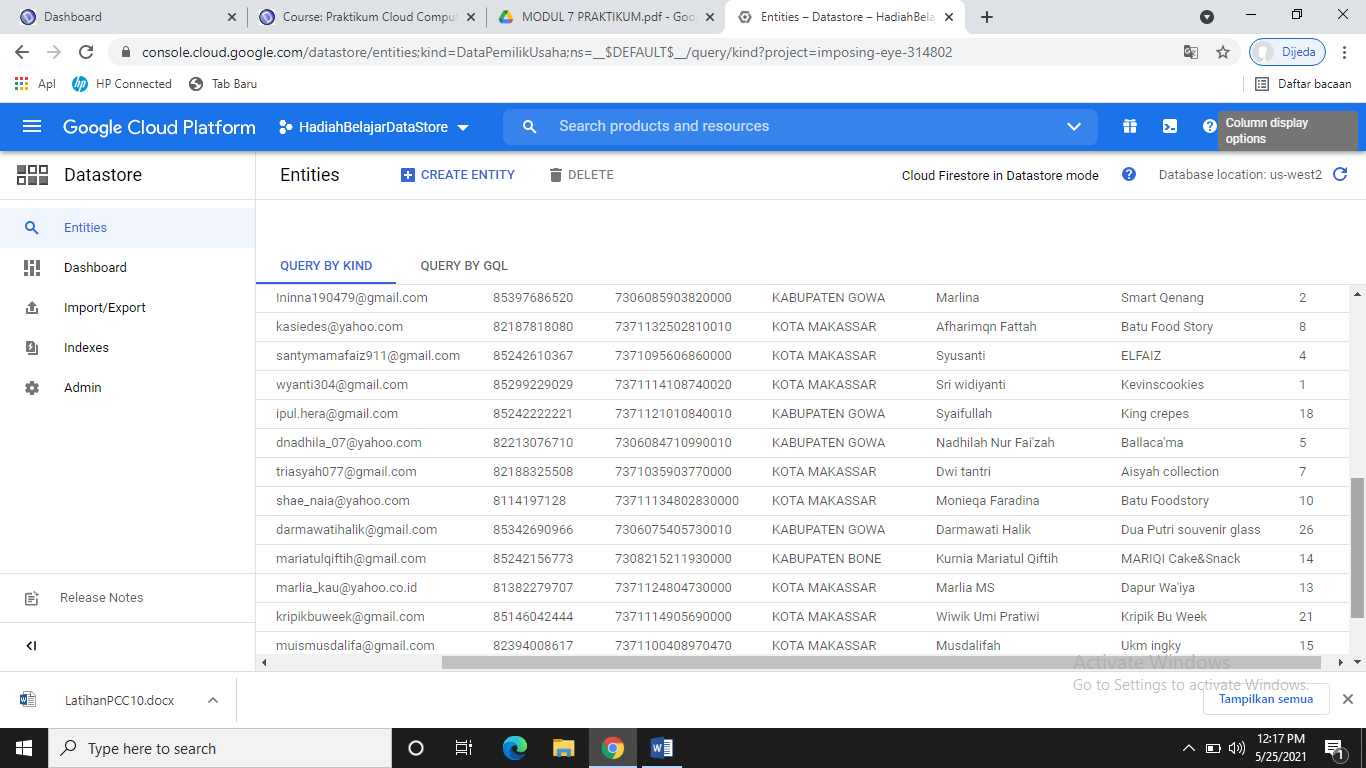 Dashboard
Course: Praktikum Cloud Comput
MODUL 7 PRAKTIKUM.pdf - Goo
Entities – Datastore – HadiahBela
console.cloud.google.com/datastore/entities;kind=DataPemilikUsaha;ns=__$DEFAULT$__/query/kind?project=imposing-eye-314802
Dijeda
Apl
HP Connected
Tab Baru
Daftar bacaan
Google Cloud Platform
HadiahBelajarDataStore
Search products and resources
Column display
options
Datastore
Entities
CREATE ENTITY
DELETE
Cloud Firestore in Datastore mode
Database location: us-west2
Entities
Dashboard
Import/Export
Indexes
Admin
Release Notes
QUERY BY KIND
QUERY BY GQL
Ininna190479@gmail.com 85397686520 7306085903820000 KABUPATEN GOWA Marlina Smart Qenang 2
kasiedes@yahoo.com 82187818080 7371132502810010 KOTA MAKASSAR Afharimqn Fattah Batu Food Story 8
santymamafaiz911@gmail.com 85242610367 7371095606860000 KOTA MAKASSAR Syusanti ELFAIZ 4
wyanti304@gmail.com 85299229029 7371114108740020 KOTA MAKASSAR Sri widiyanti Kevinscookies 1
ipul.hera@gmail.com 85242222221 7371121010840010 KABUPATEN GOWA Syaifullah King crepes 18
dnadhila_07@yahoo.com 82213076710 7306084710990010 KABUPATEN GOWA Nadhilah Nur Fai'zah Ballaca'ma 5
triasyah077@gmail.com 82188325508 7371035903770000 KOTA MAKASSAR Dwi tantri Aisyah collection 7
shae_naia@yahoo.com 8114197128 73711134802830000 KOTA MAKASSAR Monieqa Faradina Batu Foodstory 10
darmawatihalik@gmail.com 85342690966 7306075405730010 KABUPATEN GOWA Darmawati Halik Dua Putri souvenir glass 26
mariatulqiftih@gmail.com 85242156773 7308215211930000 KABUPATEN BONE Kurnia Mariatul Qiftih MARIQI Cake&Snack 14
marlia_kau@yahoo.co.id 81382279707 7371124804730000 KOTA MAKASSAR Marlia MS Dapur Wa'iya 13
kripikbuweek@gmail.com 85146042444 7371114905690000 KOTA MAKASSAR Wiwik Umi Pratiwi Kripik Bu Week 21
muismusdalifa@gmail.com 82394008617 7371100408970470 KOTA MAKASSAR Musdalifah Ukm ingky 15
Activate Windows
Go to Settings to activate Windows.
LatihanPCC10.docx
Tampilkan semua
Type here to search
12:17 PM
5/25/2021
1